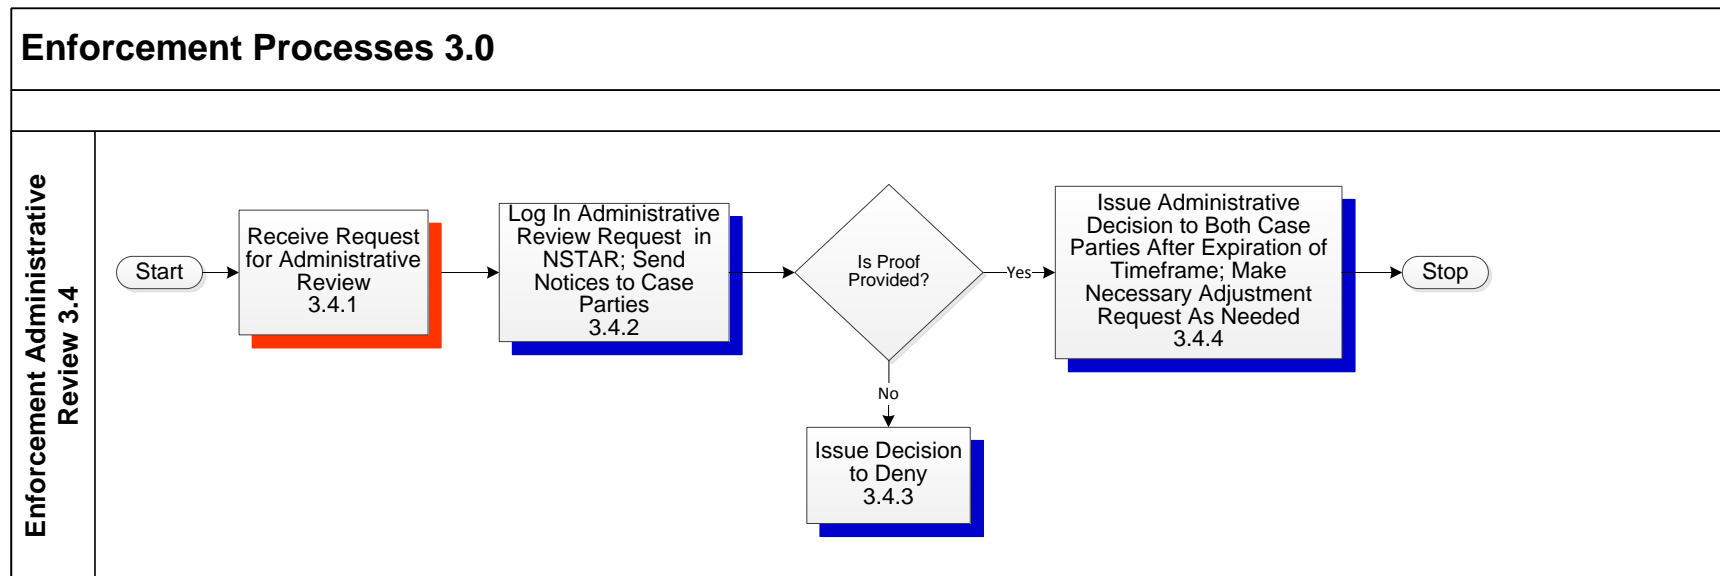 Enforcement Processes 3.0
Enforcement Administrative
Review 3.4
Start
Receive Request
for Administrative
Review
3.4.1
Log In Administrative
Review Request  in
NSTAR; Send
Notices to Case
Parties
3.4.2
Is Proof
Provided?
Yes
No
Issue Decision
to Deny
3.4.3
Issue Administrative
Decision to Both Case
Parties After Expiration of
Timeframe; Make
Necessary Adjustment
Request As Needed
3.4.4
Stop